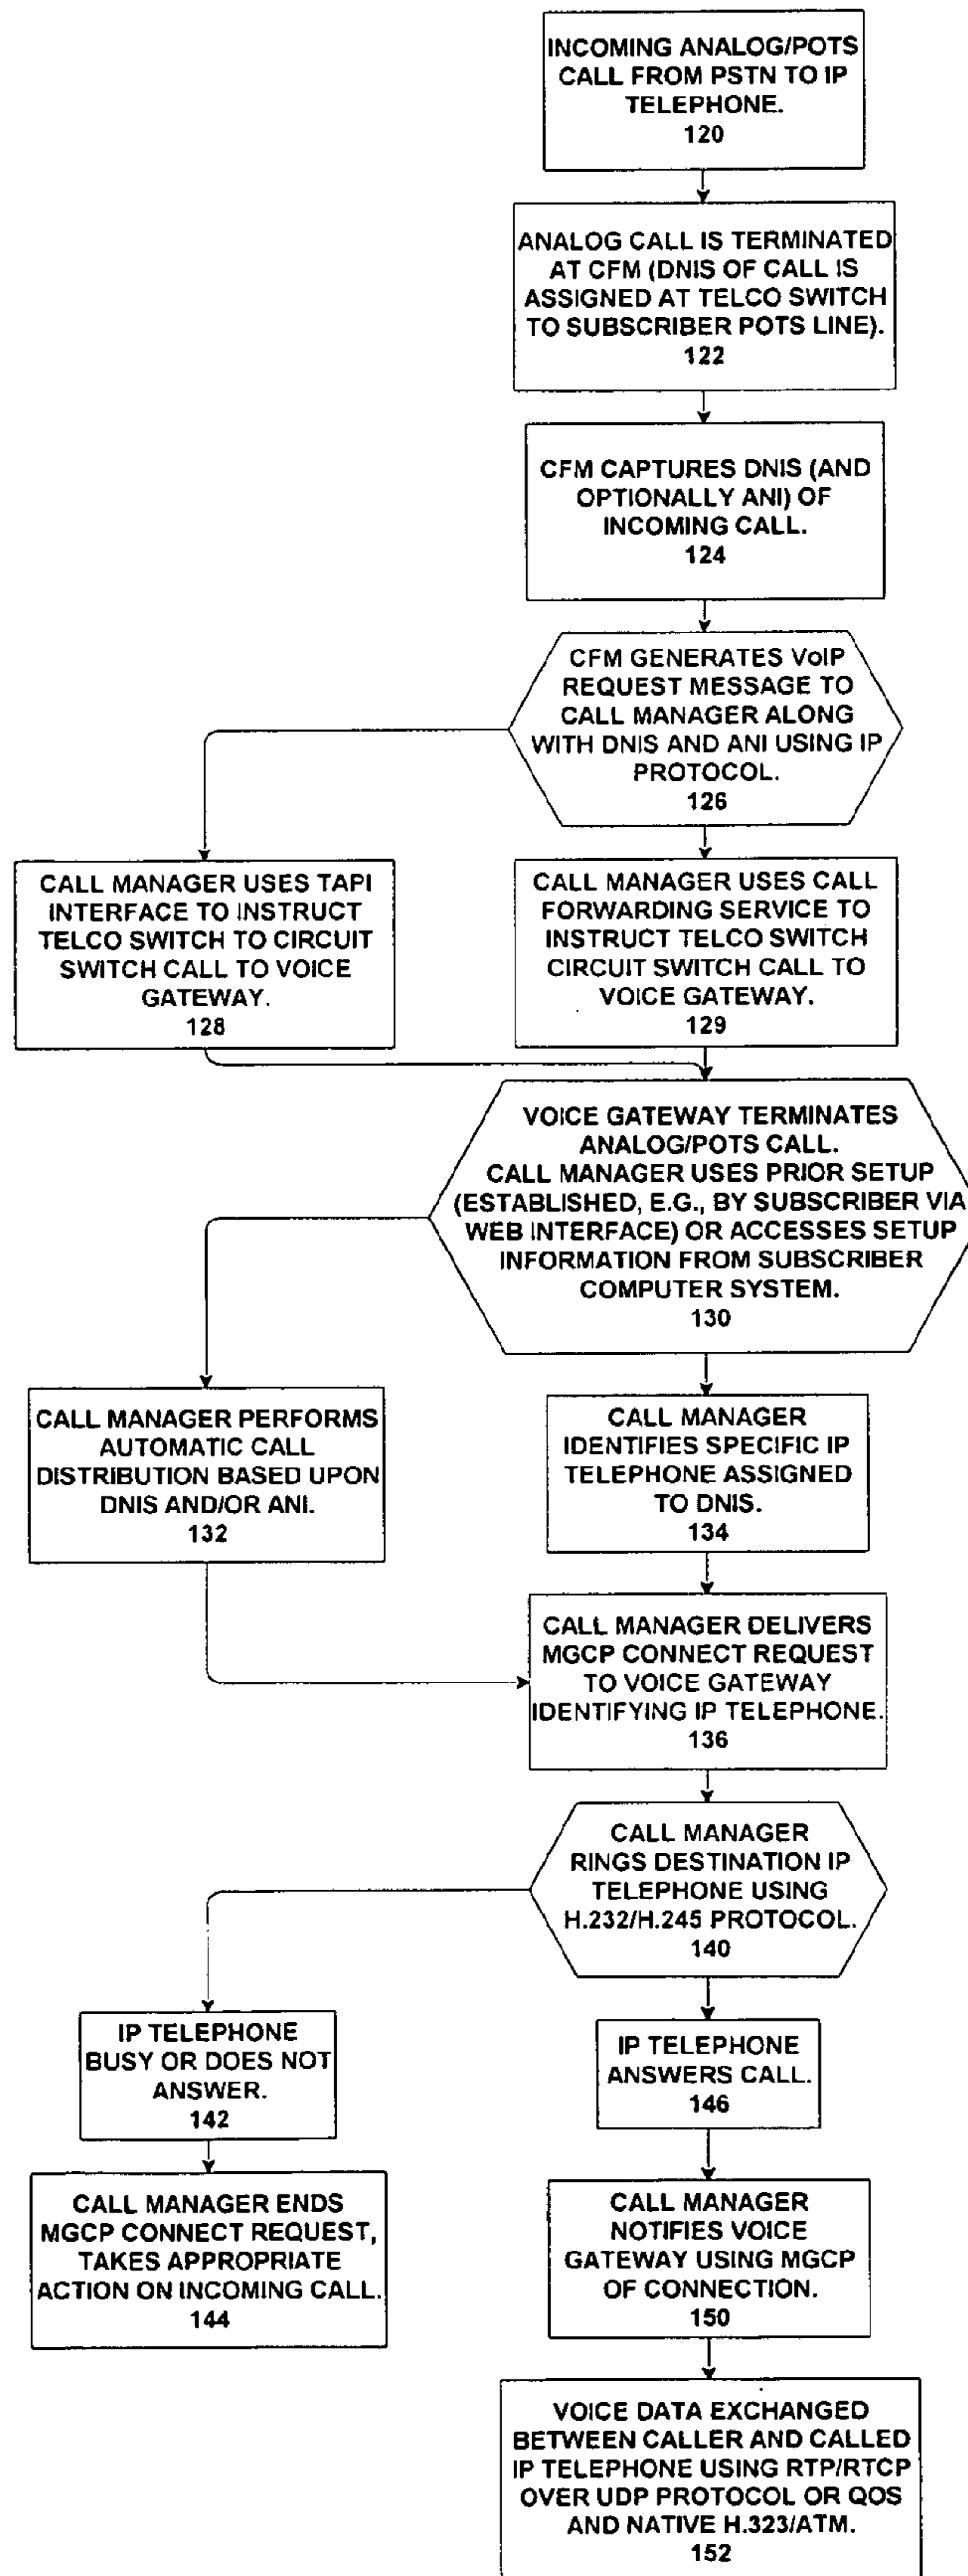 INCOMING ANALOG/POTS
CALL FROM PSTN TO IP
TELEPHONE.
120
ANALOG CALL IS TERMINATED
AT CFM (DNIS OF CALL IS
ASSIGNED AT TELCO SWITCH
TO SUBSCRIBER POTS LINE).
122
CFM CAPTURES DNIS (AND
OPTIONALLY ANI) OF
INCOMING CALL.
124
CFM GENERATES VoIP
REQUEST MESSAGE TO
CALL MANAGER ALONG
WITH DNIS AND ANI USING IP
PROTOCOL.
126
CALL MANAGER USES TAPI
INTERFACE TO INSTRUCT
TELCO SWITCH TO CIRCUIT
SWITCH CALL TO VOICE
GATEWAY.
128
CALL MANAGER USES CALL
FORWARDING SERVICE TO
INSTRUCT TELCO SWITCH
CIRCUIT SWITCH CALL TO
VOICE GATEWAY.
129
VOICE GATEWAY TERMINATES
ANALOG/POTS CALL.
CALL MANAGER USES PRIOR SETUP
(ESTABLISHED, E.G., BY SUBSCRIBER VIA
WEB INTERFACE) OR ACCESSES SETUP
INFORMATION FROM SUBSCRIBER
COMPUTER SYSTEM.
130
CALL MANAGER PERFORMS
AUTOMATIC CALL
DISTRIBUTION BASED UPON
DNIS AND/OR ANI.
132
CALL MANAGER
IDENTIFIES SPECIFIC IP
TELEPHONE ASSIGNED
TO DNIS.
134
CALL MANAGER DELIVERS
MGCP CONNECT REQUEST
TO VOICE GATEWAY
IDENTIFYING IP TELEPHONE.
136
CALL MANAGER
RINGS DESTINATION IP
TELEPHONE USING
H.232/H.245 PROTOCOL.
140
IP TELEPHONE
BUSY OR DOES NOT
ANSWER.
142
IP TELEPHONE
ANSWERS CALL.
146
CALL MANAGER ENDS
MGCP CONNECT REQUEST,
TAKES APPROPRIATE
ACTION ON INCOMING CALL.
144
CALL MANAGER
NOTIFIES VOICE
GATEWAY USING MGCP
OF CONNECTION.
150
VOICE DATA EXCHANGED
BETWEEN CALLER AND CALLED
IP TELEPHONE USING RTP/RTCP
OVER UDP PROTOCOL OR QOS
AND NATIVE H.323/ATM.
152